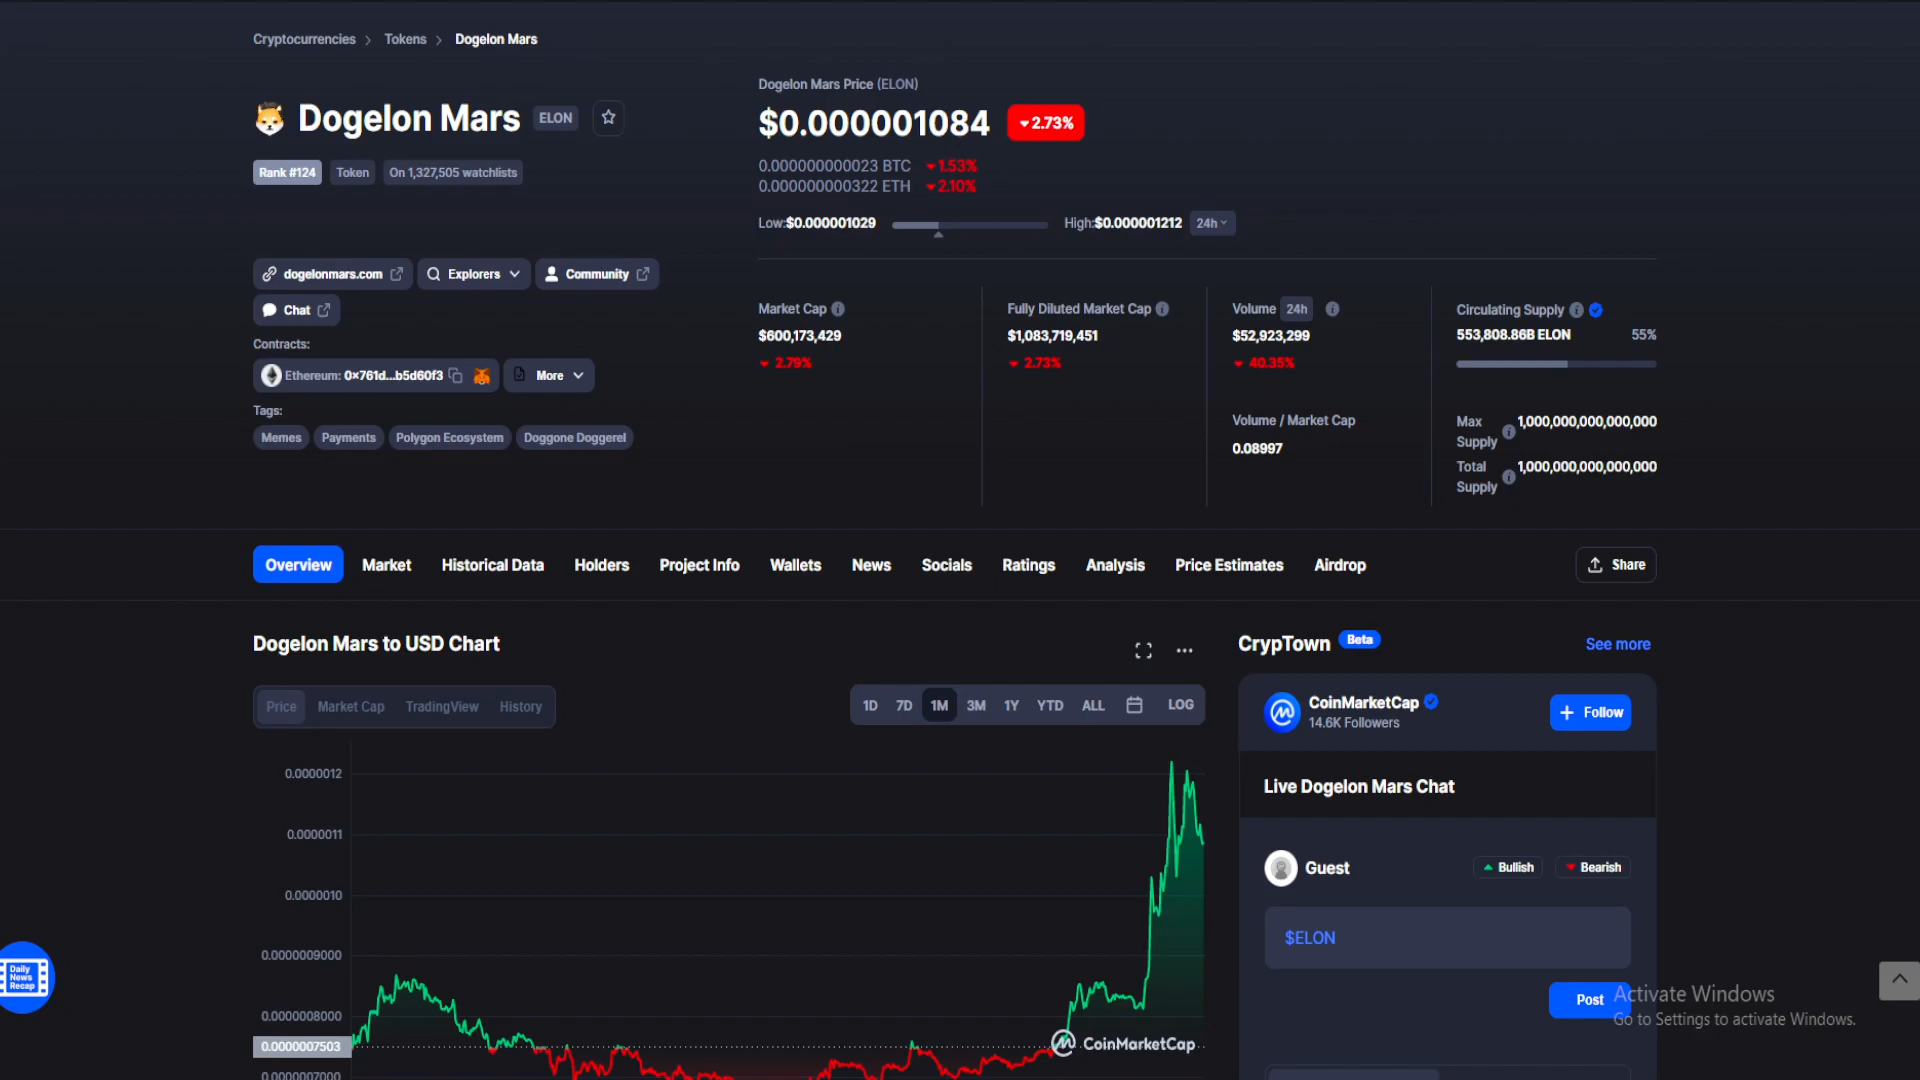 Cryptocurrencies > Tokens > Dogelon Mars
Dogelon Mars ELON
Rank #124 Token On 1,327,505 watchlists
dogelonmars.com Explorers Community
Chat
Contracts:
Ethereum: 0x761d...b5d60f3 More
Tags:
Memes Payments Polygon Ecosystem Doggone Doggerel
Dogelon Mars Price (ELON)
$0.000001084 2.73%
0.000000000023 BTC 1.53%
0.000000000322 ETH 2.10%
Low:$0.000001029 High:$0.000001212 24h
Market Cap
$600,173,429
2.79%
Fully Diluted Market Cap
$1,083,719,451
2.73%
Volume 24h
$52,923,299
40.35%
Volume / Market Cap
0.08997
Circulating Supply
553,808.86B ELON 55%
Max Supply 1,000,000,000,000,000
Total Supply 1,000,000,000,000,000
Overview Market Historical Data Holders Project Info Wallets News Socials Ratings Analysis Price Estimates Airdrop Share
Dogelon Mars to USD Chart
Price Market Cap TradingView History
1D 7D 1M 3M 1Y YTD ALL LOG
0.0000012
0.0000011
0.0000010
0.0000009000
0.0000008000
0.0000007503
0.0000007000
CoinMarketCap
CrypTown Beta See more
CoinMarketCap
14.6K Followers
+ Follow
Live Dogelon Mars Chat
Guest Bullish Bearish
$ELON
Post
Activate Windows
Go to Settings to activate Windows.
Daily
News
Recap